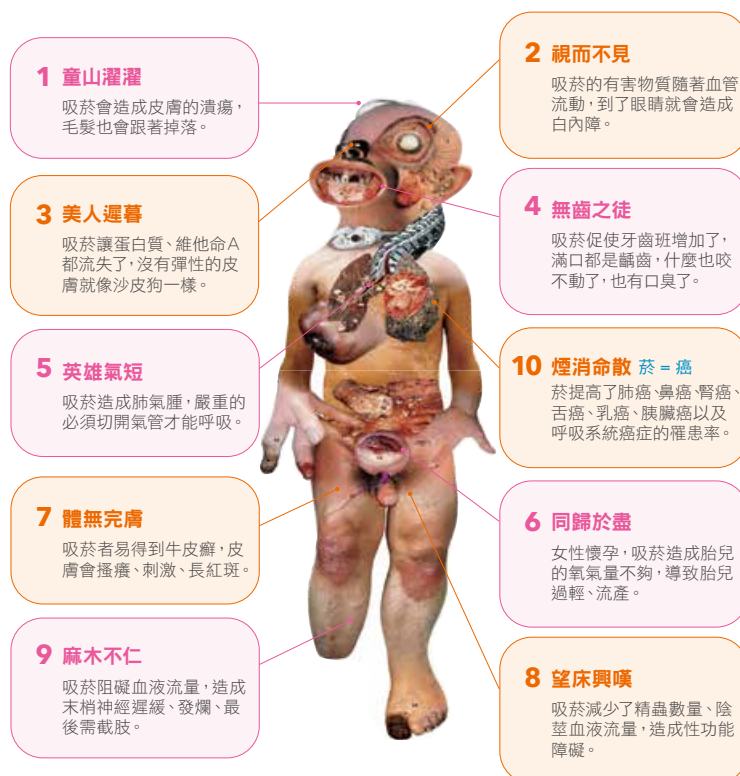 1 童山濯濯
吸菸會造成皮膚的潰瘍，
毛髮也會跟著掉落。
2 視而不見
吸菸的有害物質隨著血管
流動，到了眼睛就會造成
白內障。
3 美人遲暮
吸菸讓蛋白質、維他命A
都流失了，沒有彈性的皮
膚就像沙皮狗一樣。
4 無齒之徒
吸菸促使牙齒班增加了，
滿口都是齲齒，什麼也咬
不動了，也有口臭了。
5 英雄氣短
吸菸造成肺氣腫，嚴重的
必須切開氣管才能呼吸。
10 煙消命散 菸 = 癌
菸提高了肺癌、鼻癌、腎癌、
舌癌、乳癌、胰臟癌以及
呼吸系統癌症的罹患率。
7 體無完膚
吸菸者易得到牛皮癬，皮
膚會搔癢、刺激、長紅斑。
6 同歸於盡
女性懷孕，吸菸造成胎兒
的氧氣量不夠，導致胎兒
過輕、流產。
9 麻木不仁
吸菸阻礙血液流量，造成
末梢神經遲緩、發爛、最
後需截肢。
8 望床興嘆
吸菸減少了精蟲數量、陰
莖血液流量，造成性功能
障礙。